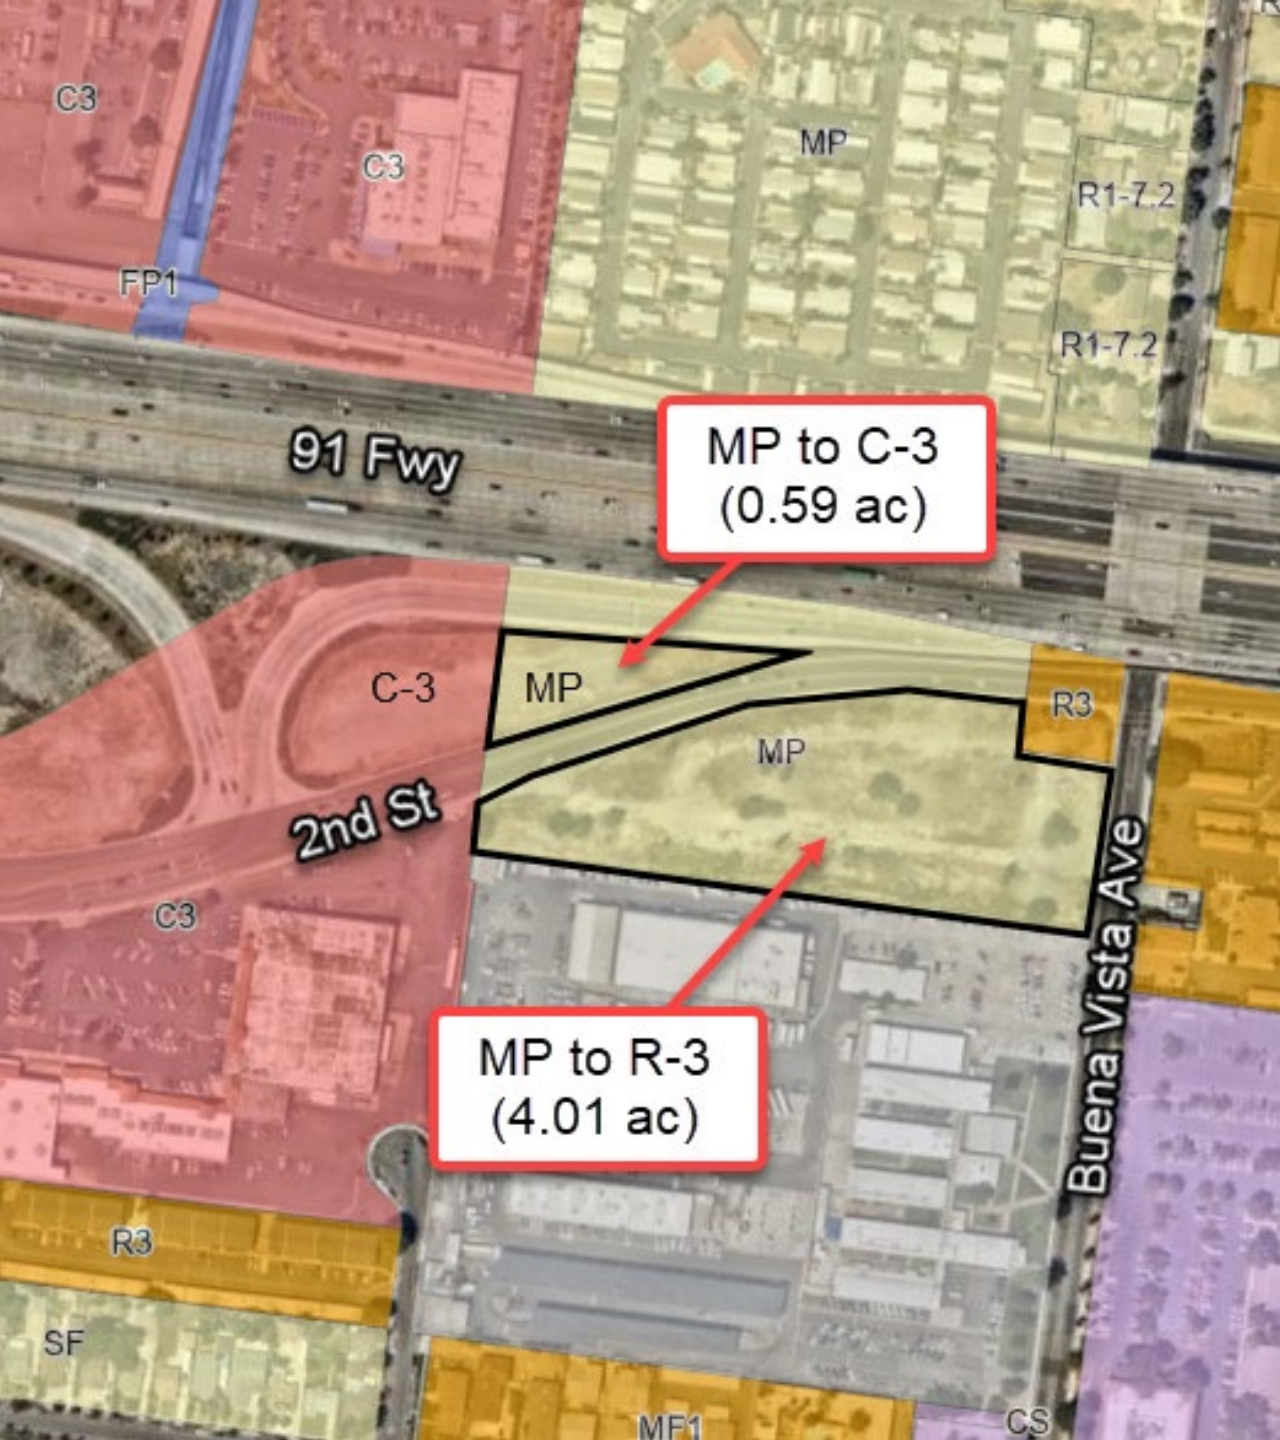 C3
C3
MP
R1-7.2
FP1
R1-7.2
91 Fwy
MP to C-3
(0.59 ac)
C-3
MP
R3
MP
2nd St
C3
Buena Vista Ave
MP to R-3
(4.01 ac)
R3
SF
MF1
CS